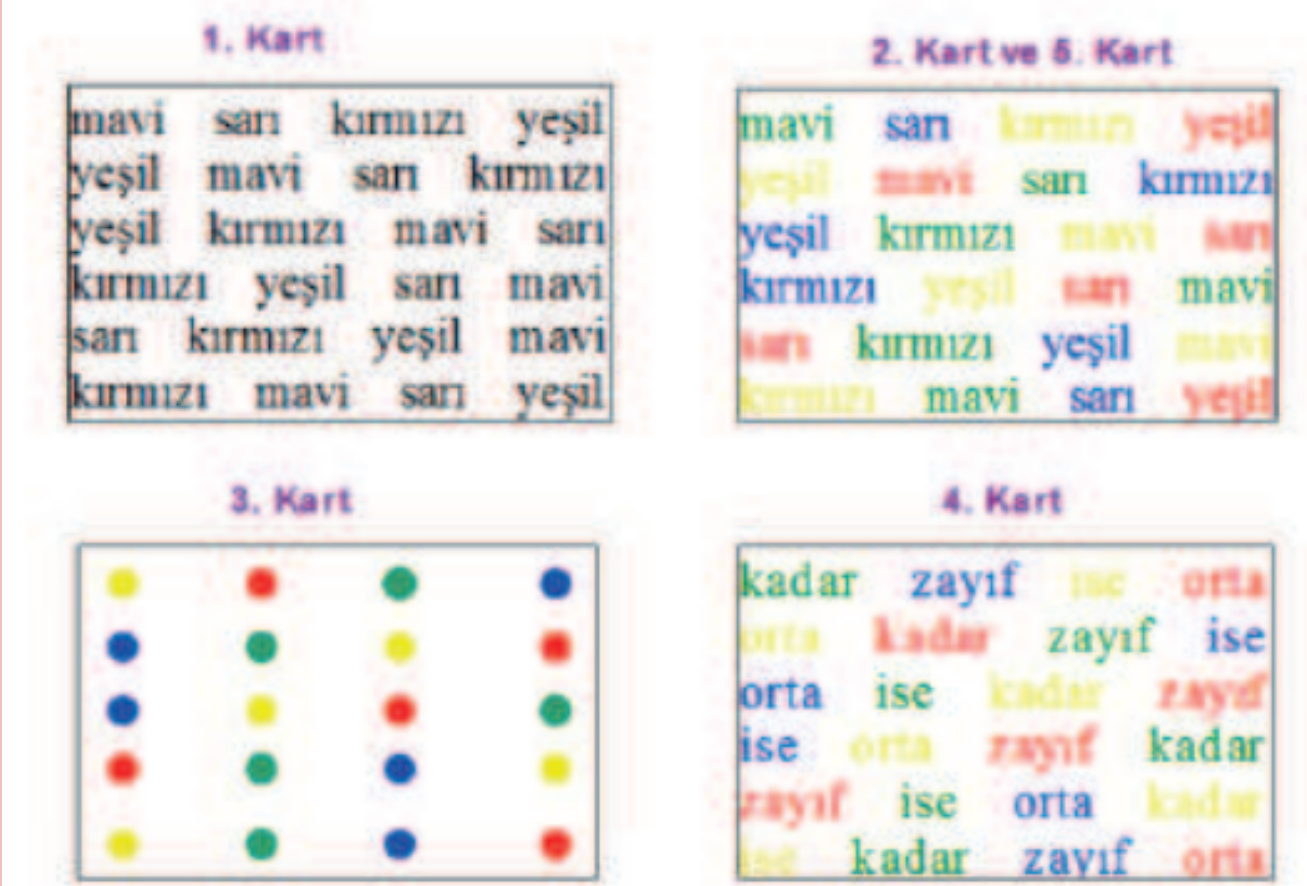 1. Kart
mavi sarı kırmızı yeşil
yeşil mavi sarı kırmızı
yeşil kırmızı mavi sarı
kırmızı yeşil sarı mavi
sarı kırmızı yeşil mavi
kırmızı mavi sarı yeşil
2. Kart ve 5. Kart
mavi sarı kırmızı yeşil
yeşil mavi sarı kırmızı
yeşil kırmızı mavi sarı
kırmızı yeşil sarı mavi
sarı kırmızı yeşil mavi
kırmızı mavi sarı yeşil
3. Kart
4. Kart
kadar zayıf ise orta
orta kadar zayıf ise
orta ise kadar zayıf
ise orta zayıf kadar
zayıf ise orta kadar
ise kadar zayıf orta